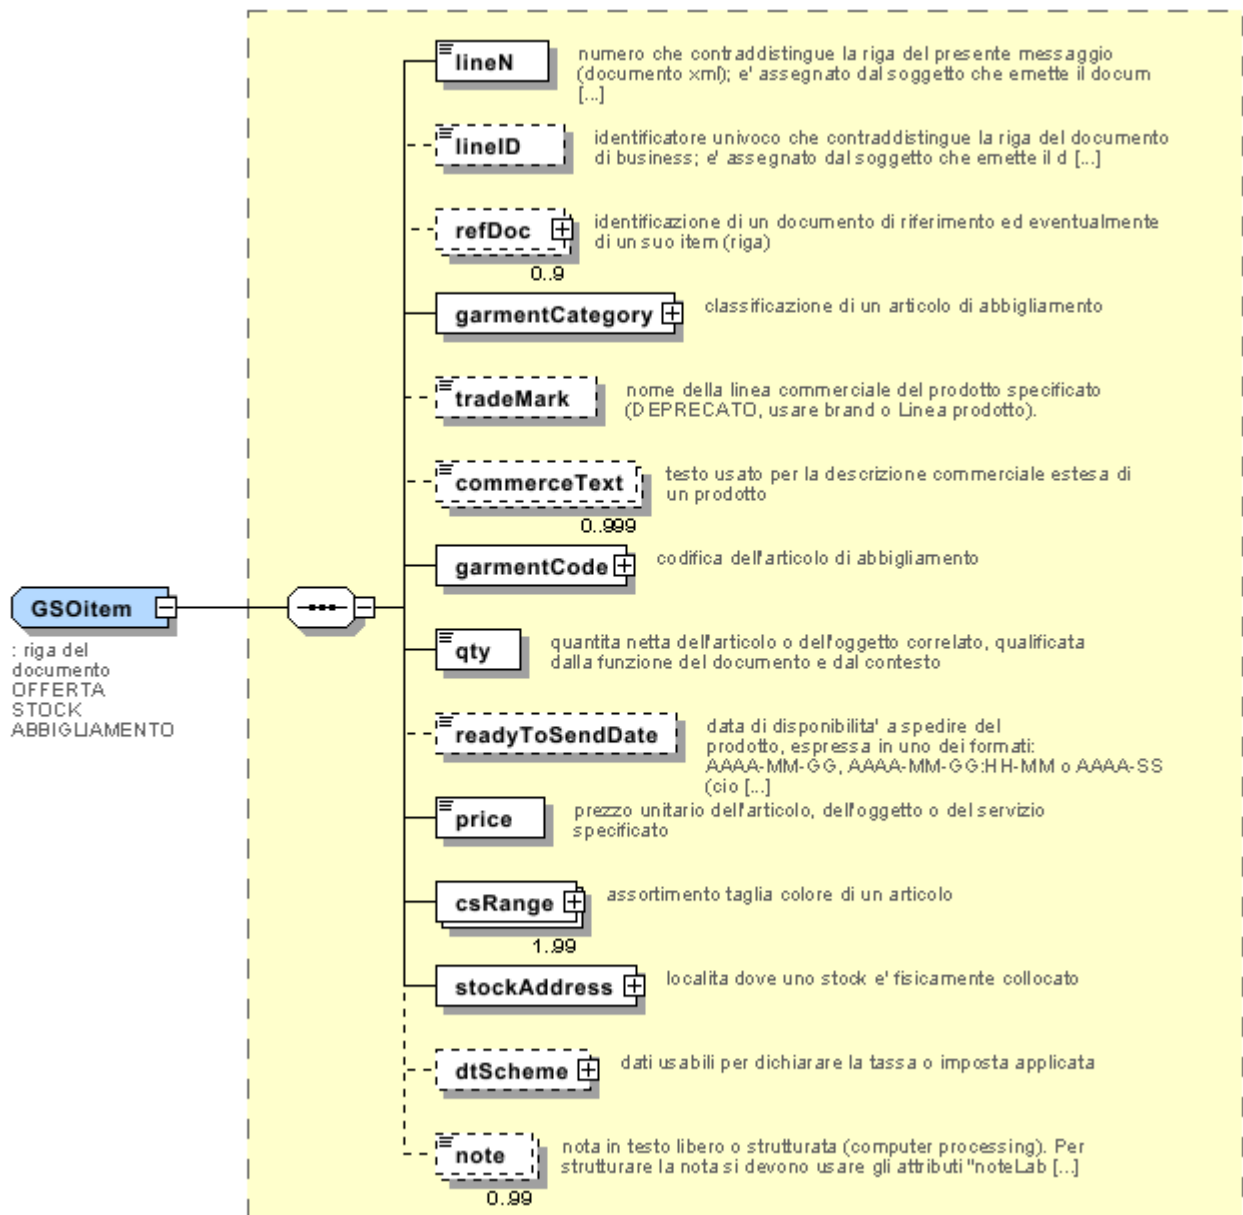 lineN
numero che contraddistingue la riga del presente messaggio
(documento xml); e' assegnato dal soggetto che emette il docum
[...]
lineID
identificatore univoco che contraddistingue la riga del documento
di business; e' assegnato dal soggetto che emette il d [...]
refDoc
identificazione di un documento di riferimento ed eventualmente
di un suo item (riga)
0..9
garmentCategory
classificazione di un articolo di abbigliamento
tradeMark
nome della linea commerciale del prodotto specificato
(DEPRECATO, usare brand o Linea prodotto).
commerceText
testo usato per la descrizione commerciale estesa di
un prodotto
0..999
garmentCode
codifica dell'articolo di abbigliamento
GSOitem
: riga del
documento
OFFERTA
STOCK
ABBIGLIAMENTO
qty
quantita netta dell'articolo o dell'oggetto correlato, qualificata
dalla funzione del documento e dal contesto
readyToSendDate
data di disponibilita' a spedire del
prodotto, espressa in uno dei formati:
AAAA-MM-GG, AAAA-MM-GG:HH-MM o AAAA-SS
(cio [...]
price
prezzo unitario dell'articolo, dell'oggetto o del servizio
specificato
csRange
assortimento taglia colore di un articolo
1..99
stockAddress
localita dove uno stock e' fisicamente collocato
dtScheme
dati usabili per dichiarare la tassa o imposta applicata
note
nota in testo libero o strutturata (computer processing). Per
strutturare la nota si devono usare gli attributi "noteLab [...]
0..99